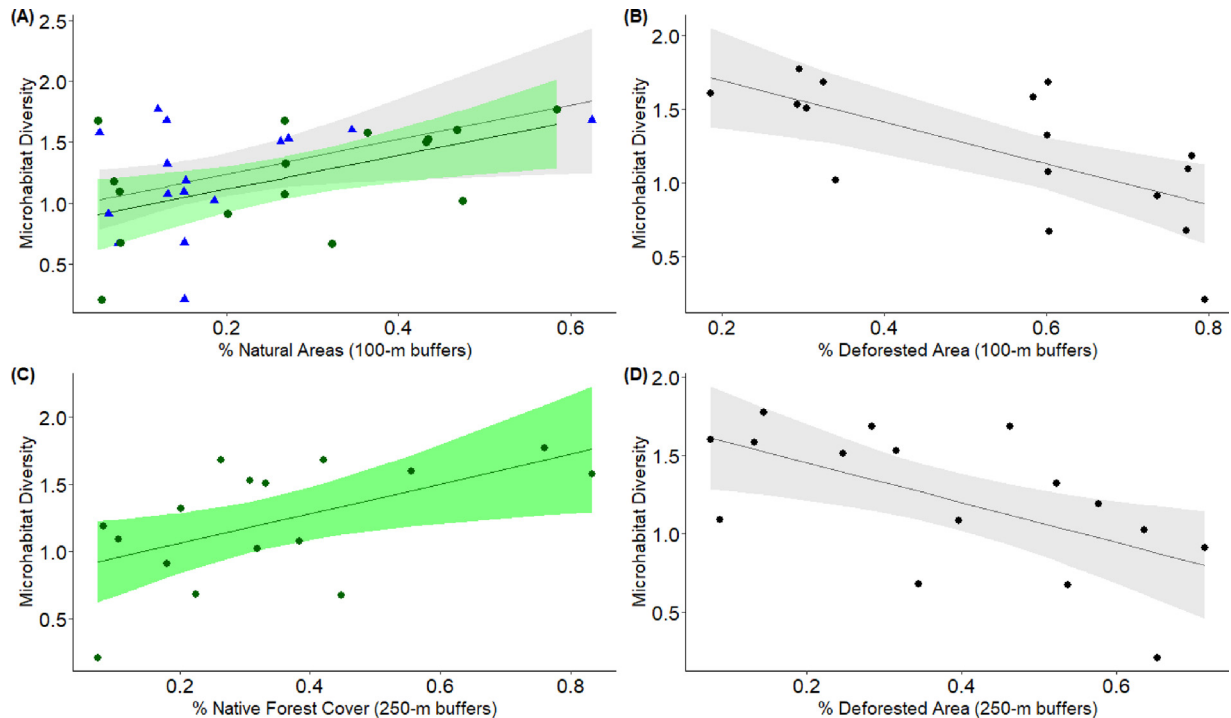 (A)
2.5
2.0
1.5
1.0
0.5
Microhabitat Diversity
0.2 0.4 0.6
% Natural Areas (100-m buffers)
(B)
2.0
1.5
1.0
0.5
Microhabitat Diversity
0.2 0.4 0.6 0.8
% Deforested Area (100-m buffers)
(C)
2.0
1.5
1.0
0.5
Microhabitat Diversity
0.2 0.4 0.6 0.8
% Native Forest Cover (250-m buffers)
(D)
2.0
1.5
1.0
0.5
Microhabitat Diversity
0.2 0.4 0.6
% Deforested Area (250-m buffers)